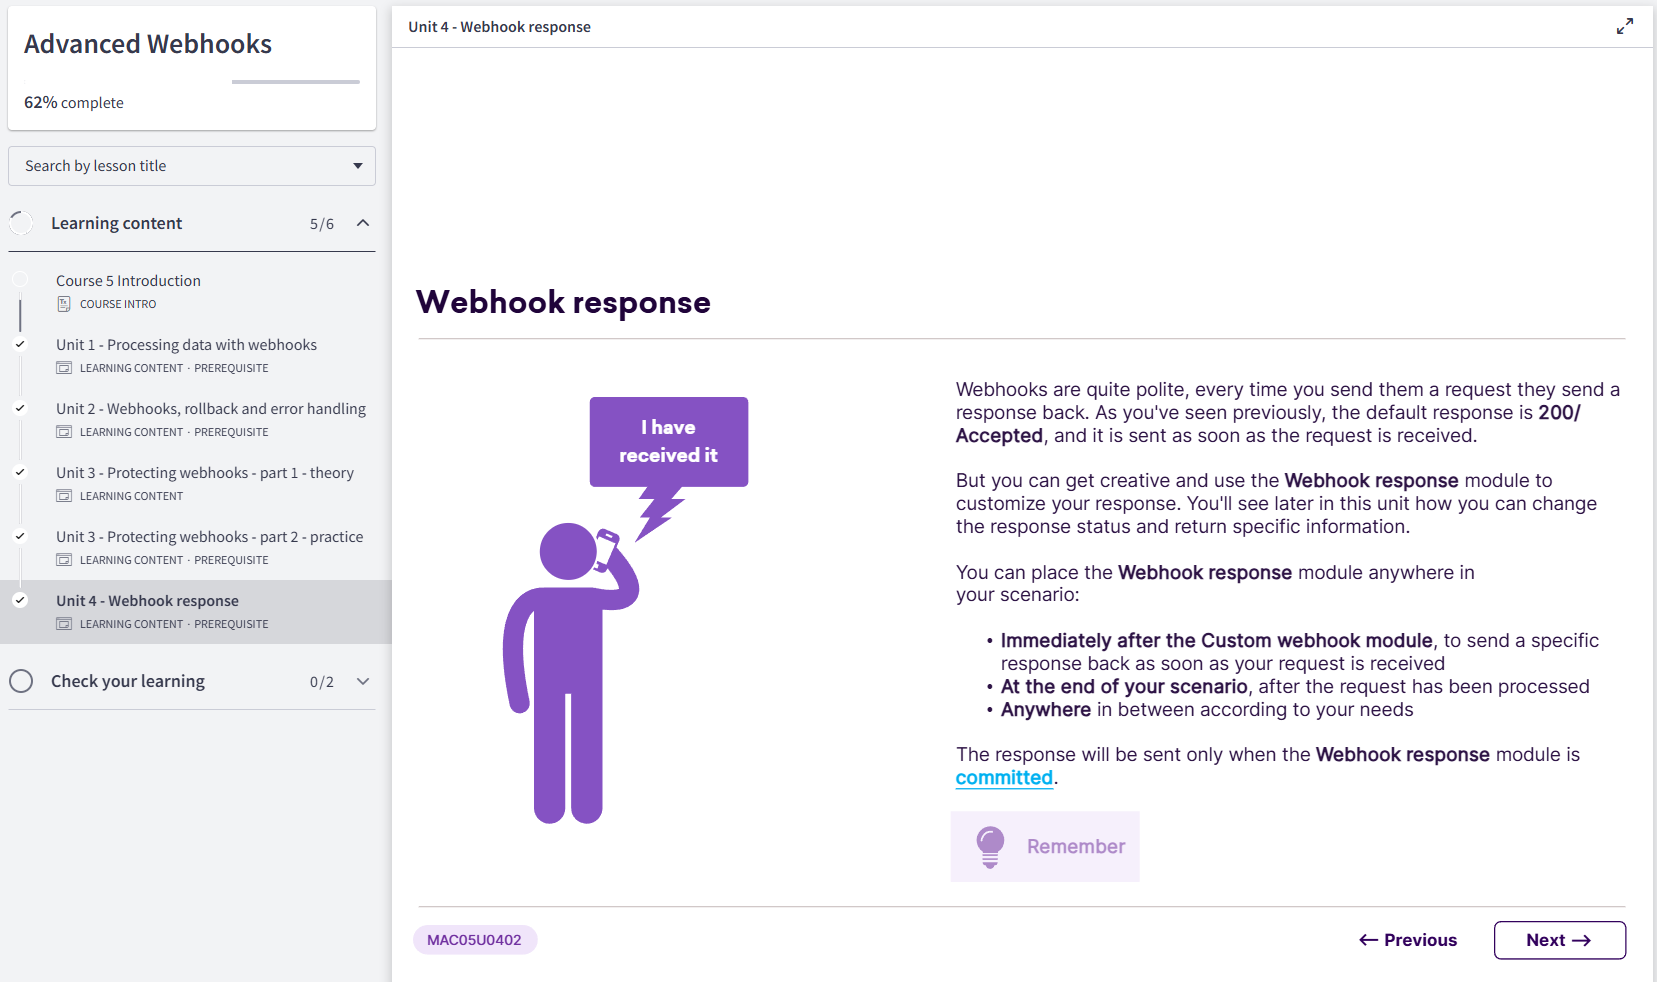 Advanced Webhooks
62% complete
Search by lesson title
Learning content 5/6
Course 5 Introduction
COURSE INTRO
Unit 1 - Processing data with webhooks
LEARNING CONTENT · PREREQUISITE
Unit 2 - Webhooks, rollback and error handling
LEARNING CONTENT · PREREQUISITE
Unit 3 - Protecting webhooks - part 1 - theory
LEARNING CONTENT
Unit 3 - Protecting webhooks - part 2 - practice
LEARNING CONTENT · PREREQUISITE
Unit 4 - Webhook response
LEARNING CONTENT · PREREQUISITE
Check your learning 0/2
Unit 4 - Webhook response
Webhook response
I have
received it
Webhooks are quite polite, every time you send them a request they send a
response back. As you've seen previously, the default response is 200/
Accepted, and it is sent as soon as the request is received.
But you can get creative and use the Webhook response module to
customize your response. You'll see later in this unit how you can change
the response status and return specific information.
You can place the Webhook response module anywhere in
your scenario:
• Immediately after the Custom webhook module, to send a specific
response back as soon as your request is received
• At the end of your scenario, after the request has been processed
• Anywhere in between according to your needs
The response will be sent only when the Webhook response module is
committed.
Remember
MAC05U0402
← Previous
Next →